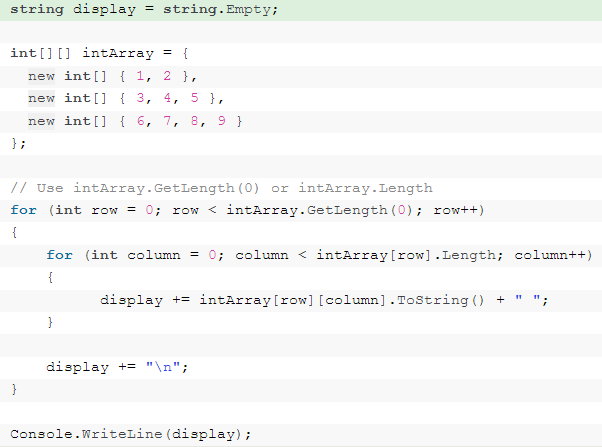 string display = string.Empty;
int[][] intArray = {
new int[] { 1, 2 },
new int[] { 3, 4, 5 },
new int[] { 6, 7, 8, 9 }
};
// Use intArray.GetLength(0) or intArray.Length
for (int row = 0; row < intArray.GetLength(0); row++)
{
for (int column = 0; column < intArray[row].Length; column++)
{
display += intArray[row][column].ToString() + " ";
}
display += "\n";
}
Console.WriteLine(display);